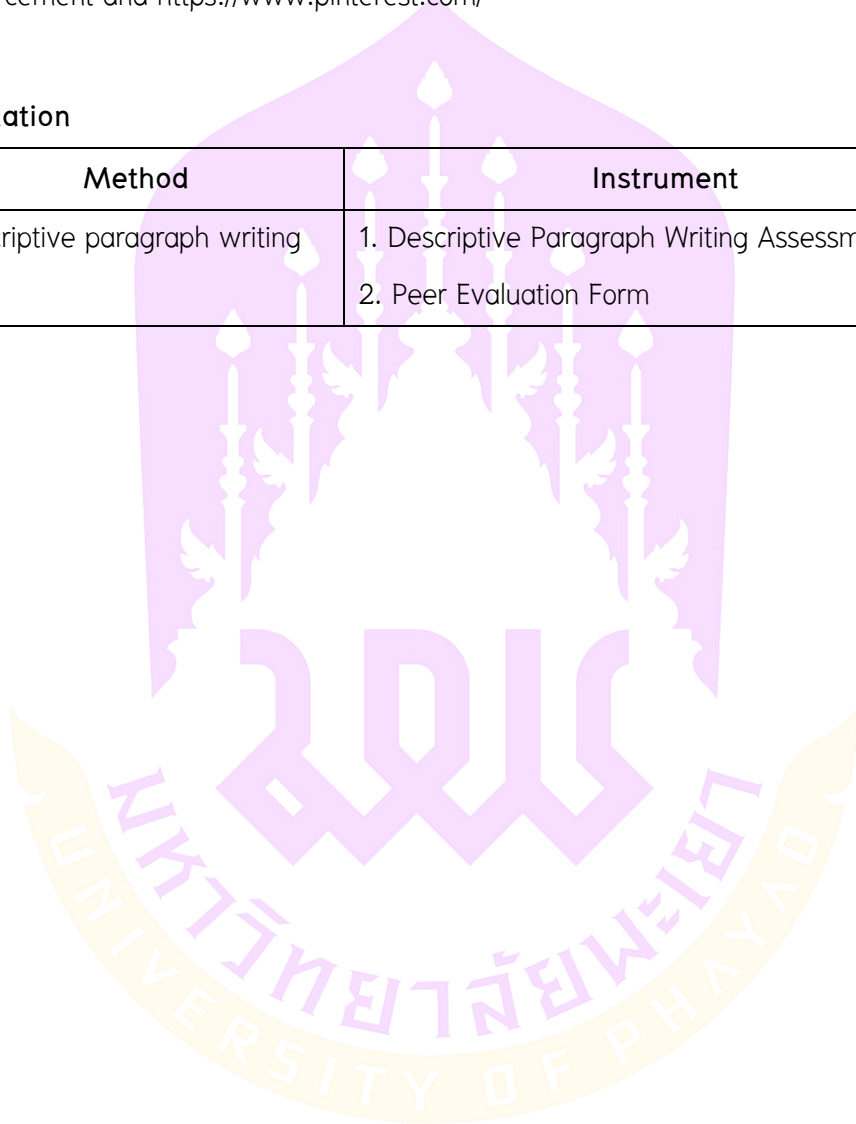 rcement and https://www.pinterest.com/
ation
Method Instrument
riptive paragraph writing 1. Descriptive Paragraph Writing Assessm
2. Peer Evaluation Form
มหาวิทยาลัยพะเยา
UNIVERSITY OF PHAYAO